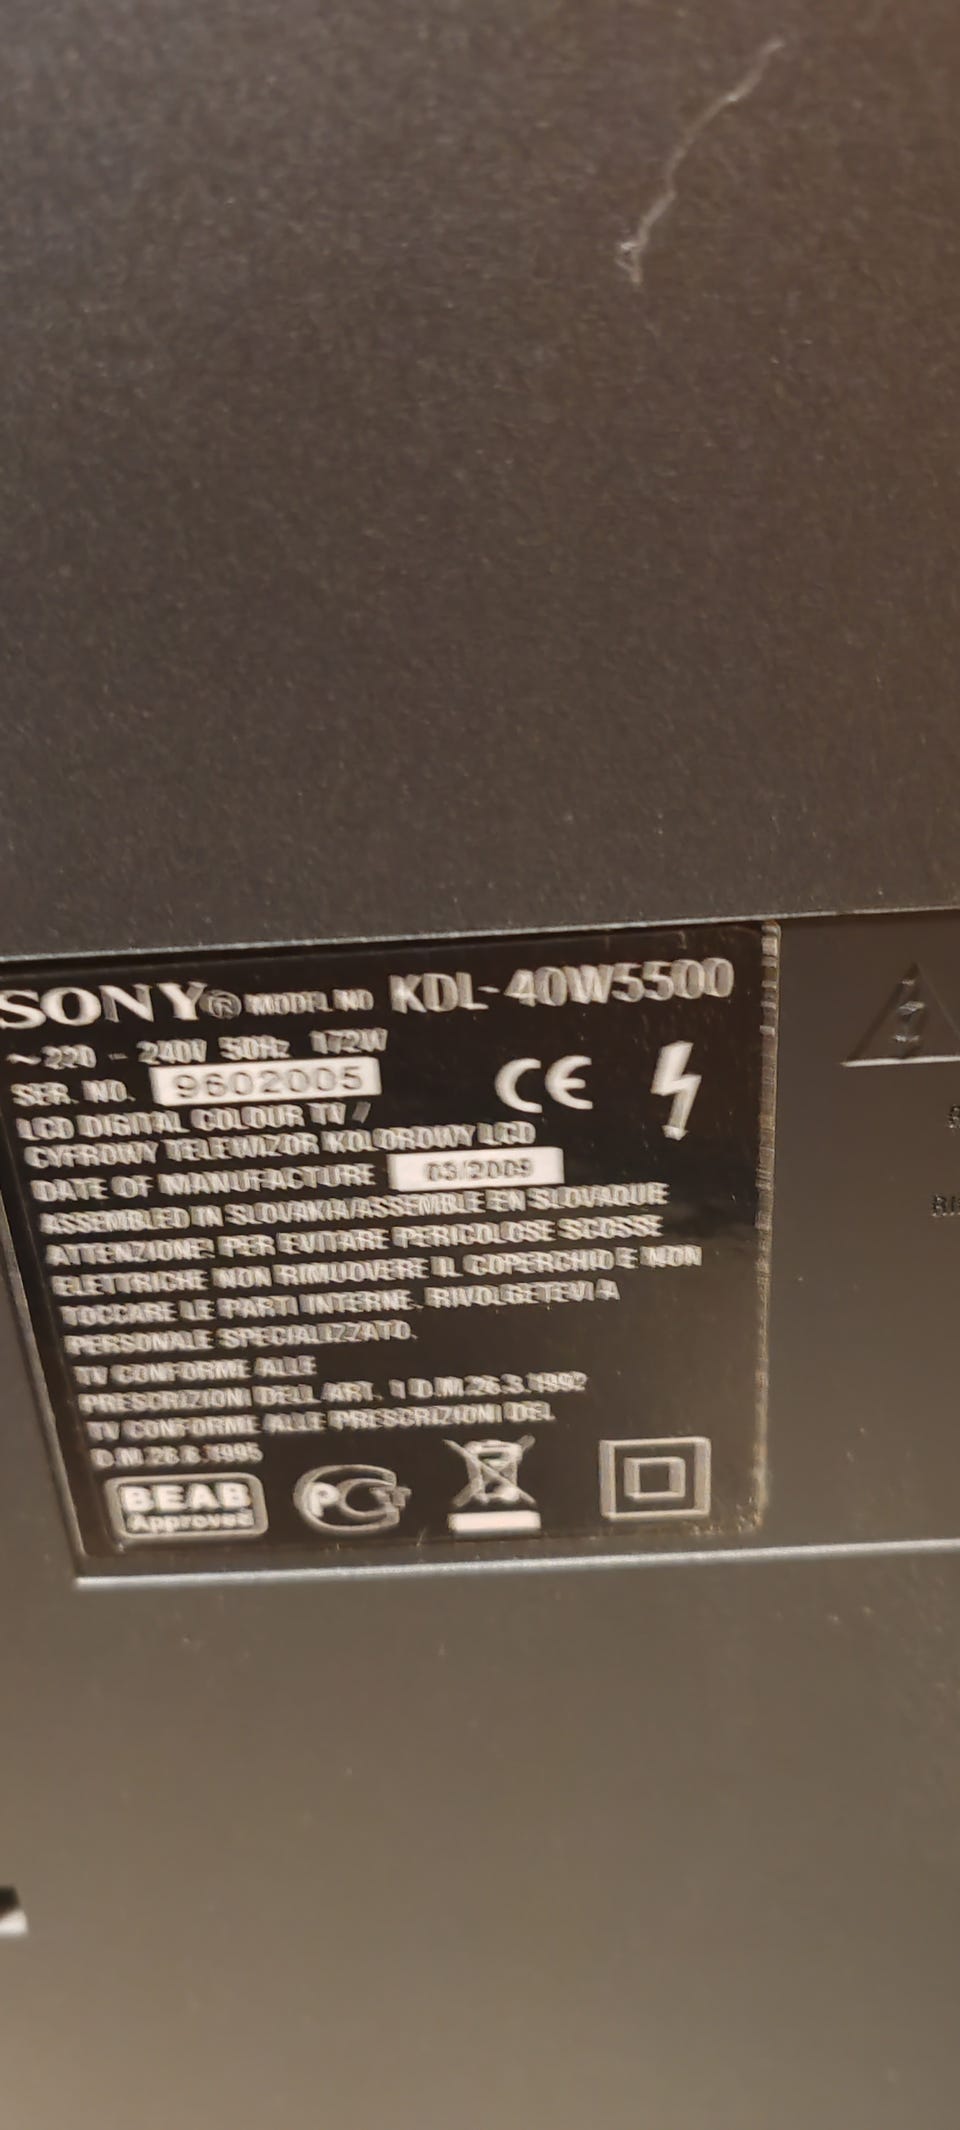 SONY® MODEL NO KDL-40W5500
~220 - 240V 50Hz 172W
SER. NO. 9602005
CE
LCD DIGITAL COLOUR TV /
CYFROWY TELEWIZOR KOLOROWY LCD
DATE OF MANUFACTURE 03/2009
ASSEMBLED IN SLOVAKIA/ASSEMBLE EN SLOVAQUIE
ATTENZIONE: PER EVITARE PERICOLOSE SCOSSE
ELETTRICHE NON RIMUOVERE IL COPERCHIO E NON
TOCCARE LE PARTI INTERNE. RIVOLGETEVI A
PERSONALE SPECIALIZZATO.
TV CONFORME ALLE
PRESCRIZIONI DELL ART. 1 D.M.26.3.1992
TV CONFORME ALLE PRESCRIZIONI DEL
D.M.26.8.1995
BEAB
Approved